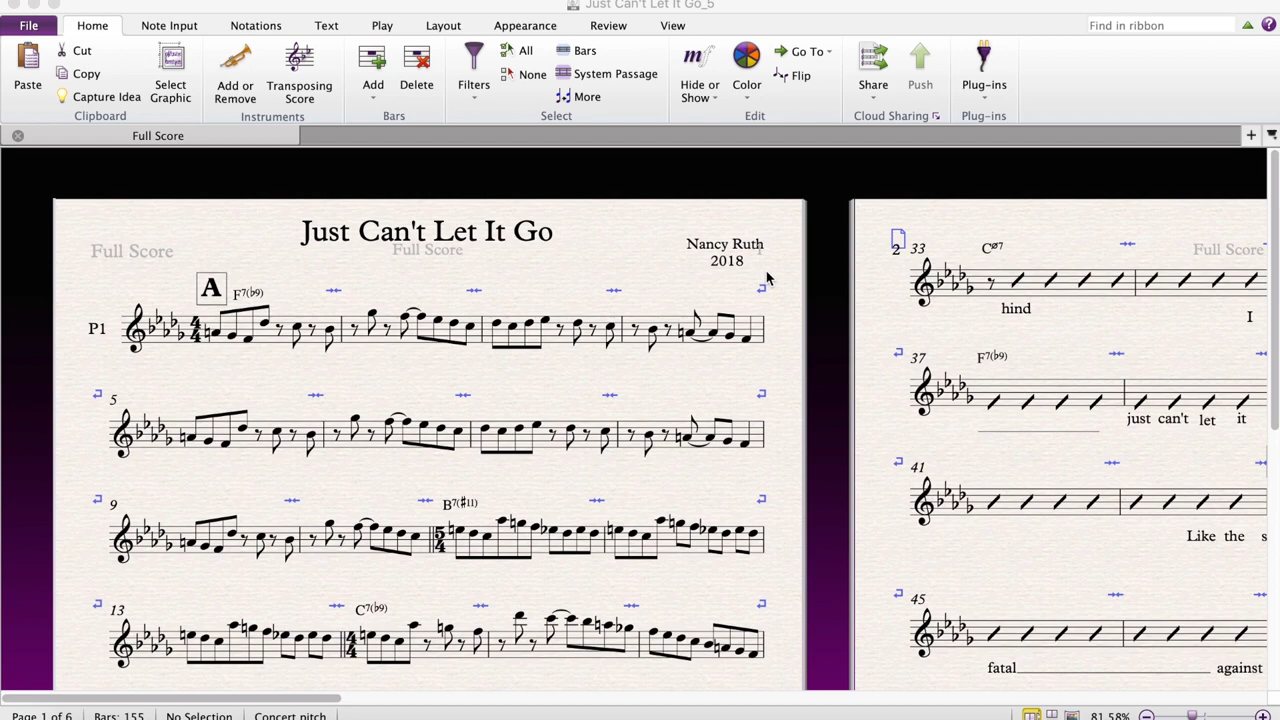 Just Can't Let It Go_5
File Home Note Input Notations Text Play Layout Appearance Review View Find in ribbon
Paste Cut Copy Capture Idea Select Graphic Clipboard
Add or Remove Transposing Score Instruments
Add Delete Bars
Filters All None Bars System Passage More Select
Hide or Show Color Go To Flip Edit
Share Push Cloud Sharing
Plug-ins Plug-ins
Full Score
Just Can't Let It Go
Full Score Full Score
Nancy Ruth
2018
A F7(b9)
P1
5
9 B7(#11)
13 C7(b9)
2 33 Cø7 Full Score
hind I
37 F7(b9)
just can't let it
41
Like the s
45
fatal against
Page 1 of 6 Bars: 155 No Selection Concert pitch 81.58%